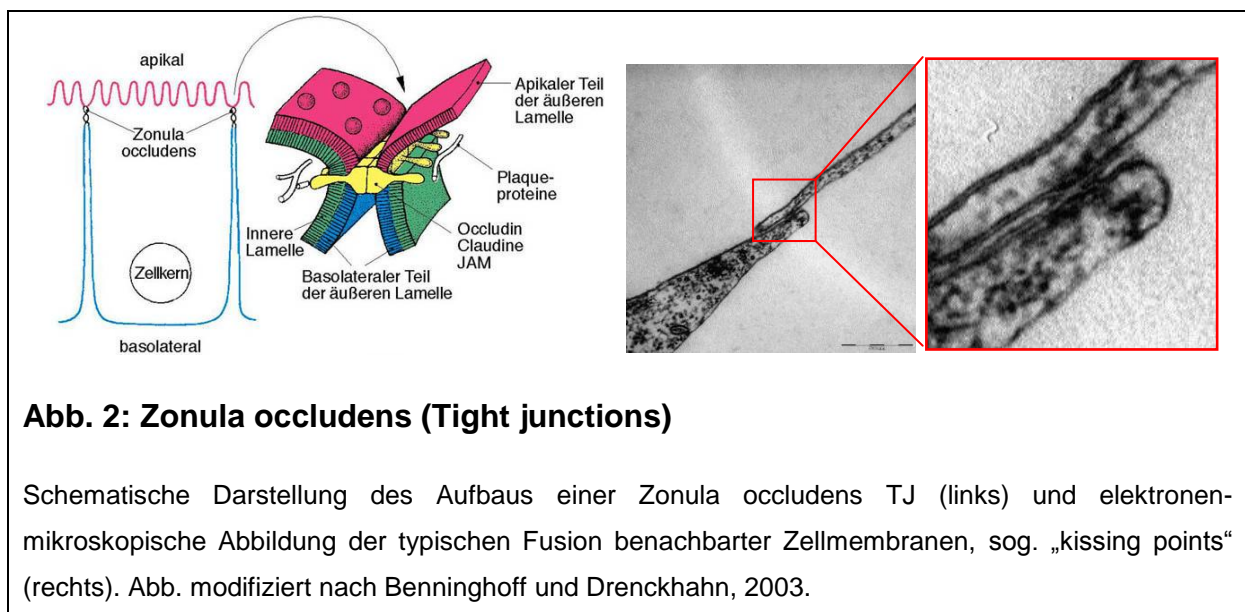 apikal
Zonula
occludens
Zellkern
basolateral
Apikaler Teil
der äußeren
Lamelle
Plaque-
proteine
Innere
Lamelle
Occludin
Claudine
JAM
Basolateraler Teil
der äußeren Lamelle
Abb. 2: Zonula occludens (Tight junctions)
Schematische Darstellung des Aufbaus einer Zonula occludens TJ (links) und elektronen-
mikroskopische Abbildung der typischen Fusion benachbarter Zellmembranen, sog. „kissing points“
(rechts). Abb. modifiziert nach Benninghoff und Drenckhahn, 2003.